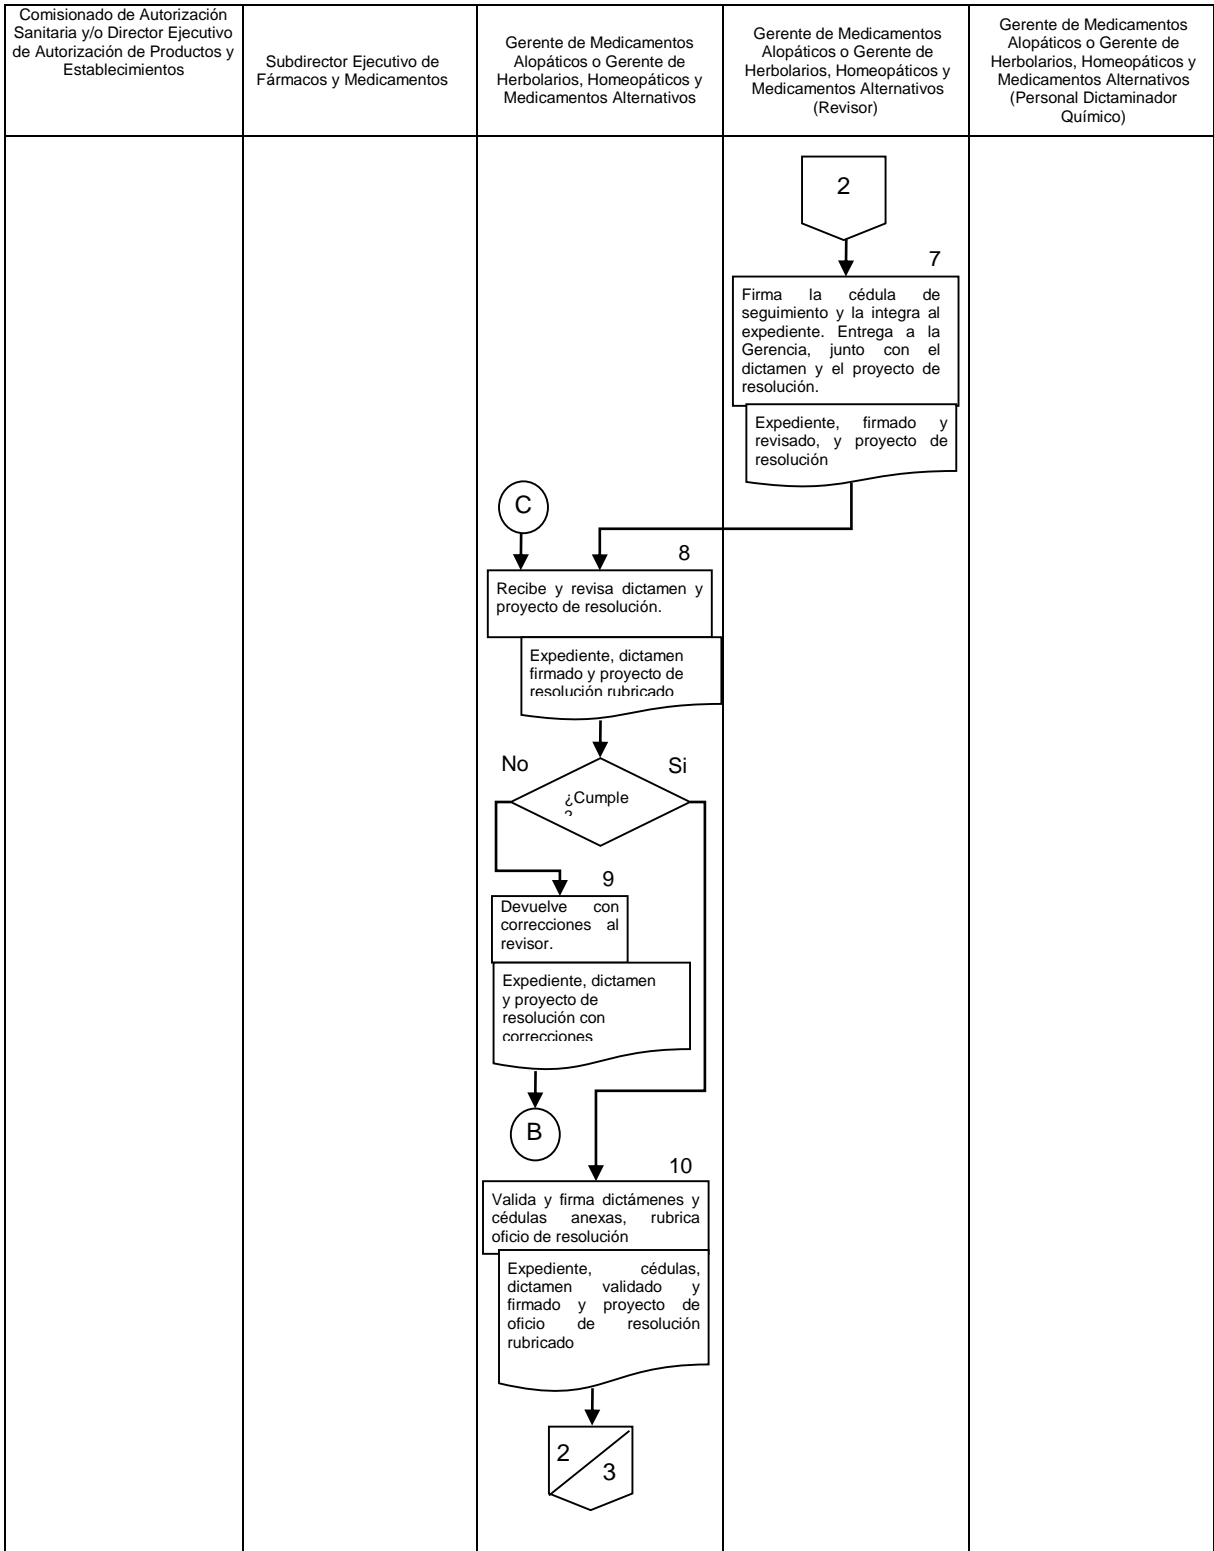 Comisionado de Autorización
Sanitaria y/o Director Ejecutivo
de Autorización de Productos y
Establecimientos
Subdirector Ejecutivo de
Fármacos y Medicamentos
Gerente de Medicamentos
Alopáticos o Gerente de
Herbolarios, Homeopáticos y
Medicamentos Alternativos
Gerente de Medicamentos
Alopáticos o Gerente de
Herbolarios, Homeopáticos y
Medicamentos Alternativos
(Revisor)
Gerente de Medicamentos
Alopáticos o Gerente de
Herbolarios, Homeopáticos y
Medicamentos Alternativos
(Personal Dictaminador
Químico)
2
7
Firma la cédula de
seguimiento y la integra al
expediente. Entrega a la
Gerencia, junto con el
dictamen y el proyecto de
resolución.
Expediente, firmado y
revisado, y proyecto de
resolución
C
8
Recibe y revisa dictamen y
proyecto de resolución.
Expediente, dictamen
firmado y proyecto de
resolución rubricado
No
Si
¿Cumple
?
9
Devuelve con
correcciones al
revisor.
Expediente, dictamen
y proyecto de
resolución con
correcciones
B
10
Valida y firma dictámenes y
cédulas anexas, rubrica
oficio de resolución
Expediente, cédulas,
dictamen validado y
firmado y proyecto de
oficio de resolución
rubricado
2
3